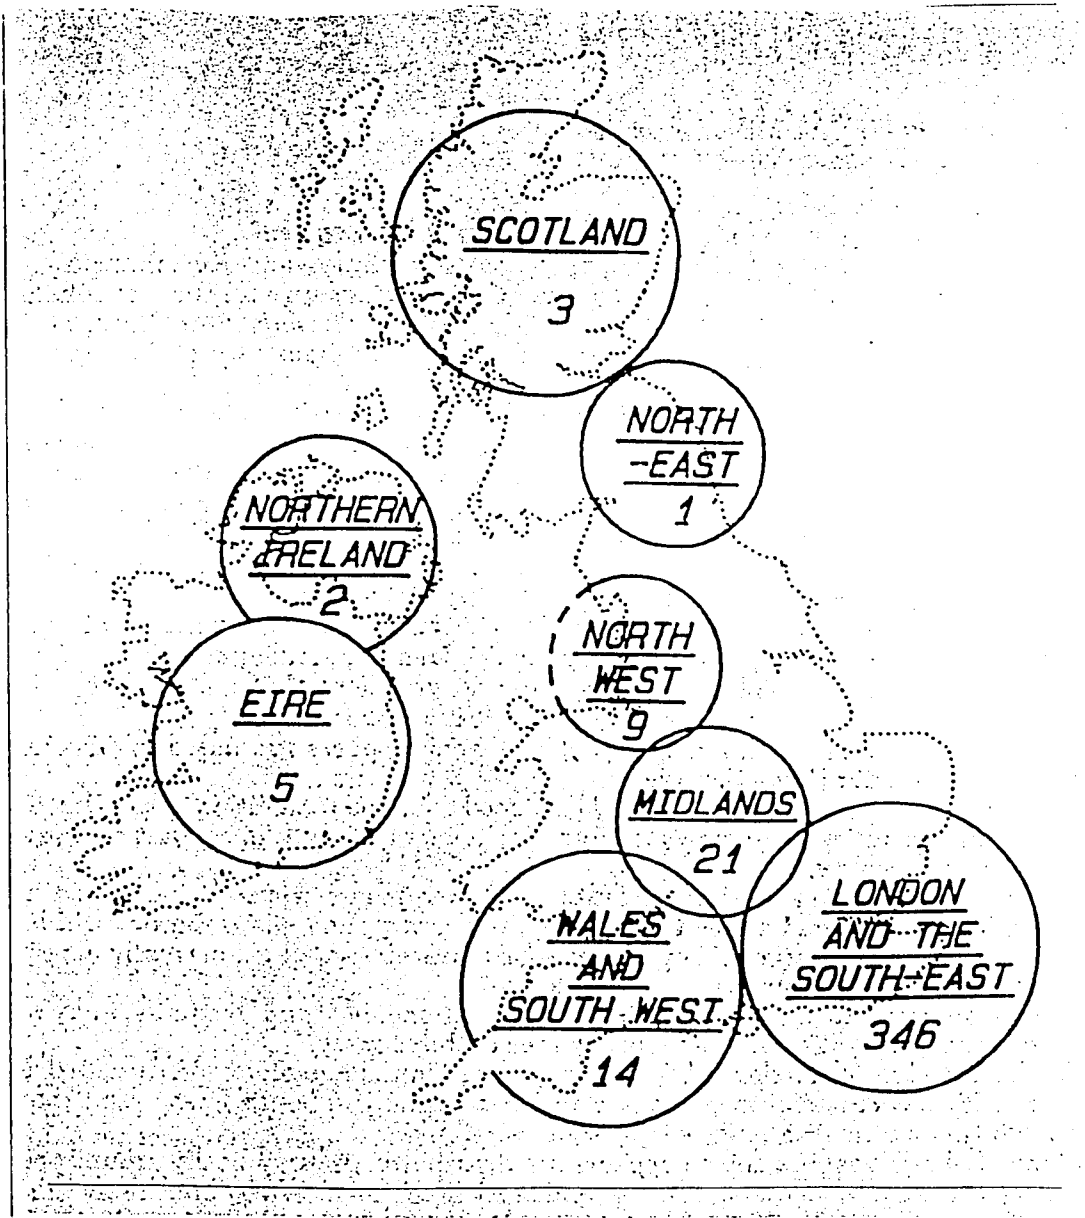 SCOTLAND
3
NORTH
-EAST
1
NORTHERN
IRELAND
2
NORTH
WEST
9
EIRE
5
MIDLANDS
21
LONDON
AND THE
SOUTH-EAST
346
WALES
AND
SOUTH WEST
14